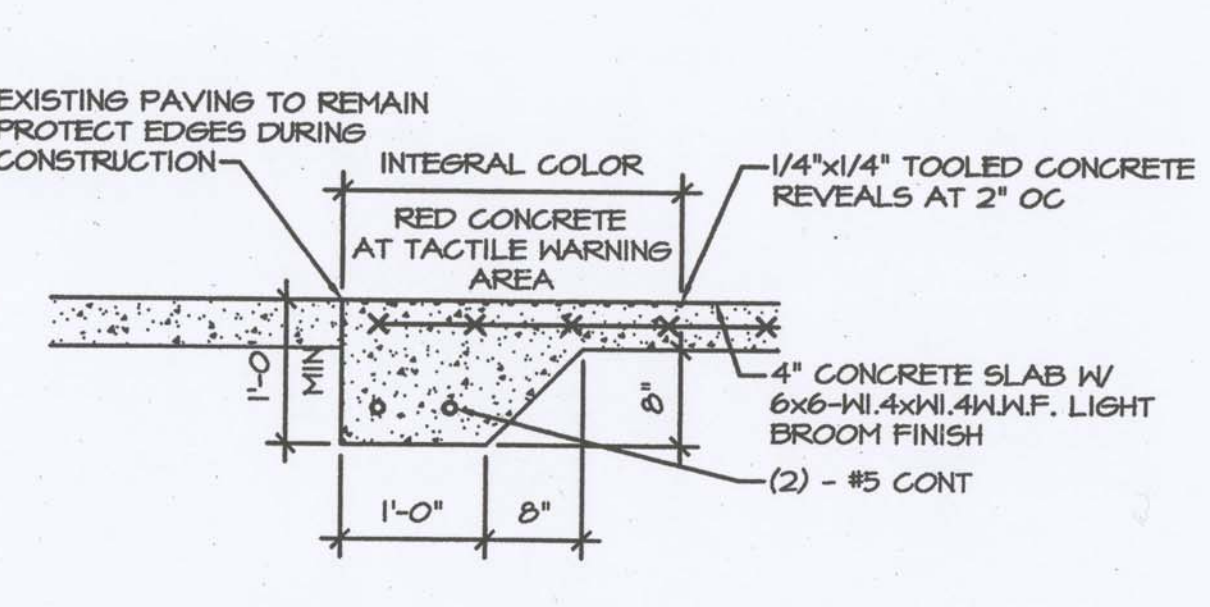 EXISTING PAVING TO REMAIN
PROTECT EDGES DURING
CONSTRUCTION
INTEGRAL COLOR
RED CONCRETE
AT TACTILE WARNING
AREA
1/4"x1/4" TOOLED CONCRETE
REVEALS AT 2" OC
1'-0
MIN
8"
4" CONCRETE SLAB W/
6x6-W1.4xW1.4W.W.F. LIGHT
BROOM FINISH
(2) - #5 CONT
1'-0"
8"